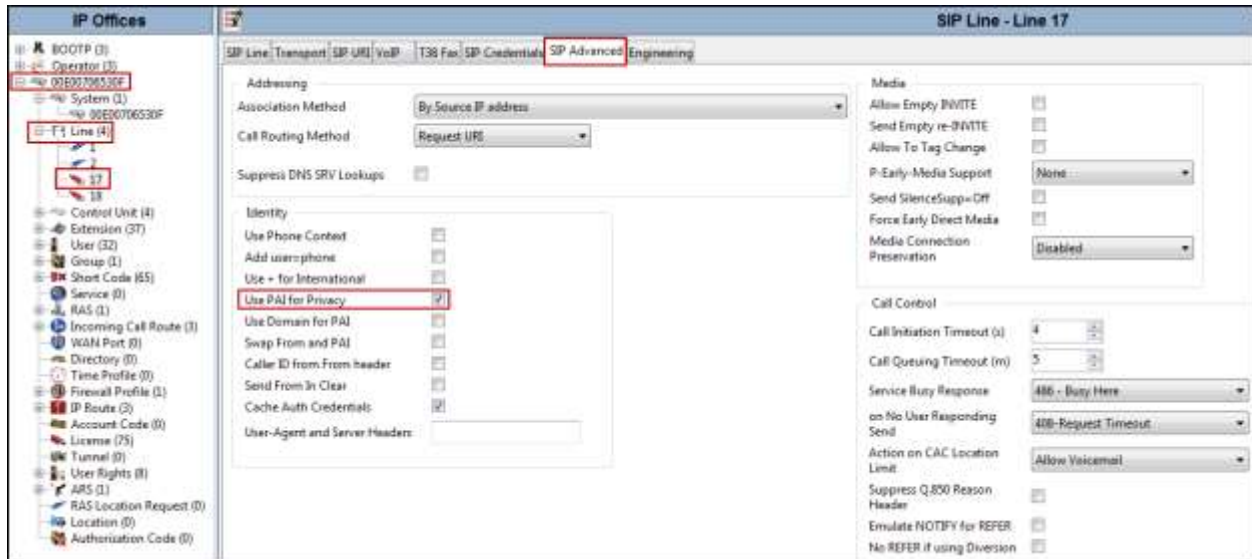 IP Offices
BOOTP (3)
Operator (3)
00E00706530F
System (1)
00E00706530F
Line (4)
1
2
17
18
Control Unit (4)
Extension (37)
User (32)
Group (1)
Short Code (65)
Service (0)
RAS (1)
Incoming Call Route (3)
WAN Port (0)
Directory (0)
Time Profile (0)
Firewall Profile (1)
IP Route (3)
Account Code (0)
License (75)
Tunnel (0)
User Rights (8)
ARS (1)
RAS Location Request (0)
Location (0)
Authorization Code (0)
SIP Line - Line 17
SIP Line Transport SIP URI VoIP T38 Fax SIP Credentials SIP Advanced Engineering
Addressing
Association Method By Source IP address
Call Routing Method Request URI
Suppress DNS SRV Lookups
Identity
Use Phone Context
Add user=phone
Use + for International
Use PAI for Privacy
Use Domain for PAI
Swap From and PAI
Caller ID from From header
Send From In Clear
Cache Auth Credentials
User-Agent and Server Headers
Media
Allow Empty INVITE
Send Empty re-INVITE
Allow To Tag Change
P-Early-Media Support None
Send SilenceSupp=Off
Force Early Direct Media
Media Connection
Preservation
Disabled
Call Control
Call Initiation Timeout (s) 4
Call Queuing Timeout (m) 5
Service Busy Response 486 - Busy Here
on No User Responding
Send
408-Request Timeout
Action on CAC Location
Limit
Allow Voicemail
Suppress Q.850 Reason
Header
Emulate NOTIFY for REFER
No REFER if using Diversion